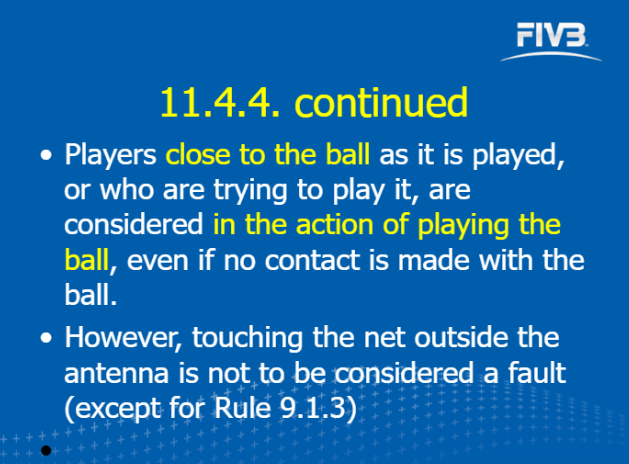 FIVB
11.4.4. continued
• Players close to the ball as it is played,
or who are trying to play it, are
considered in the action of playing the
ball, even if no contact is made with the
ball.
• However, touching the net outside the
antenna is not to be considered a fault
(except for Rule 9.1.3)
•